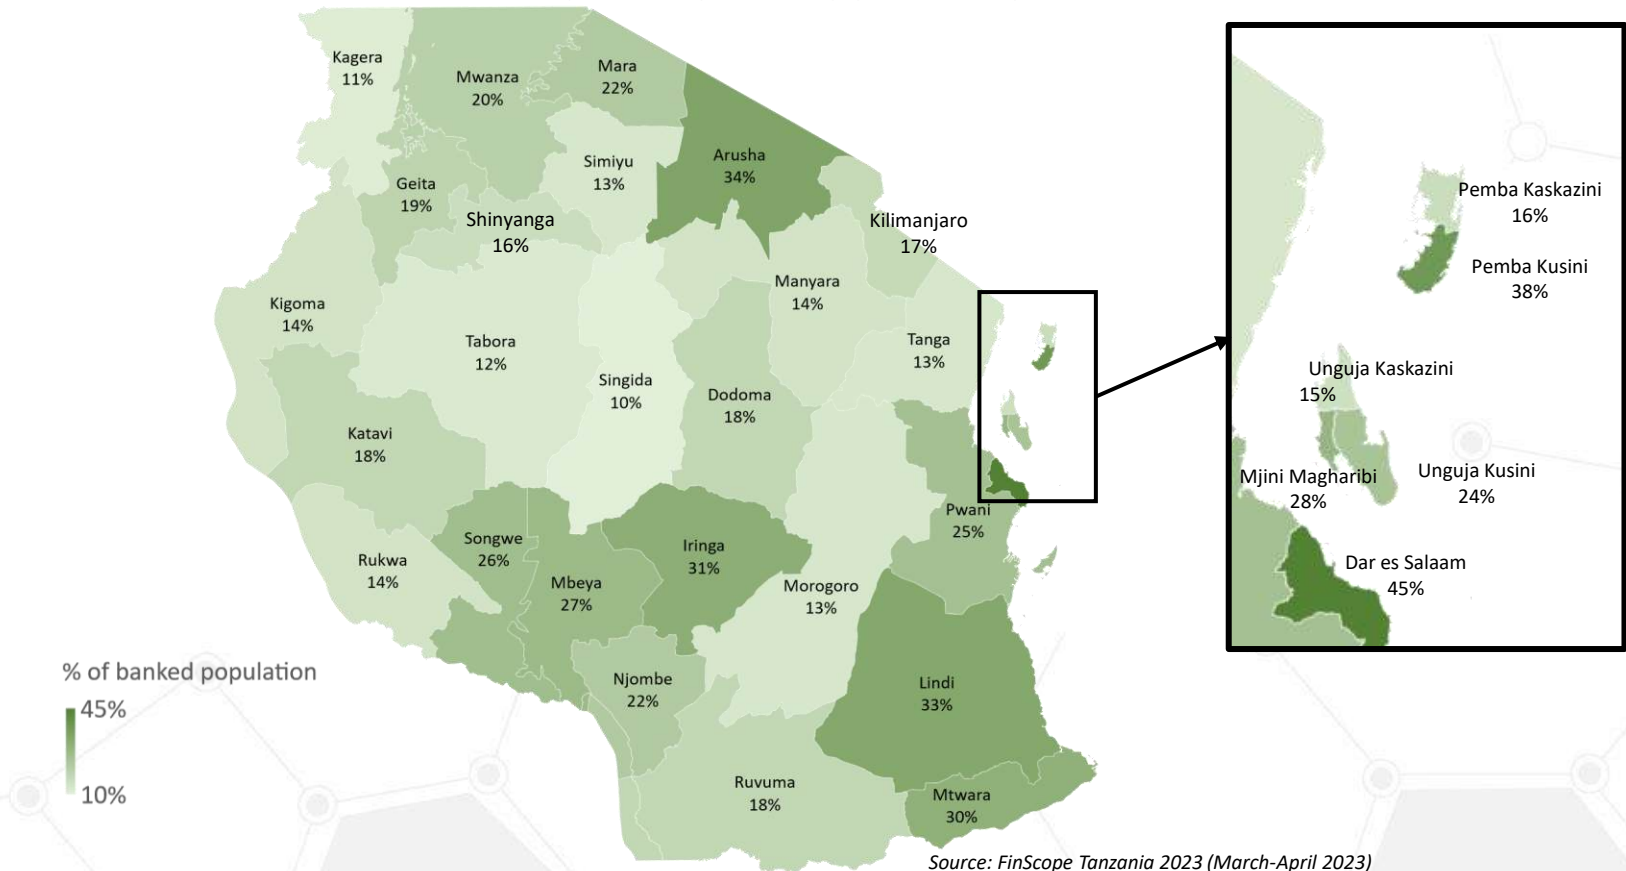 Kagera
11%
Mwanza
20%
Mara
22%
Simiyu
13%
Arusha
34%
Geita
19%
Shinyanga
16%
Kilimanjaro
17%
Kigoma
14%
Manyara
14%
Tabora
12%
Tanga
13%
Singida
10%
Dodoma
18%
Katavi
18%
Pwani
25%
Songwe
26%
Iringa
31%
Rukwa
14%
Mbeya
27%
Morogoro
13%
Njombe
22%
Lindi
33%
Ruvuma
18%
Mtwara
30%
Pemba Kaskazini
16%
Pemba Kusini
38%
Unguja Kaskazini
15%
Mjini Magharibi
28%
Unguja Kusini
24%
Dar es Salaam
45%
% of banked population
45%
10%
Source: FinScope Tanzania 2023 (March-April 2023)